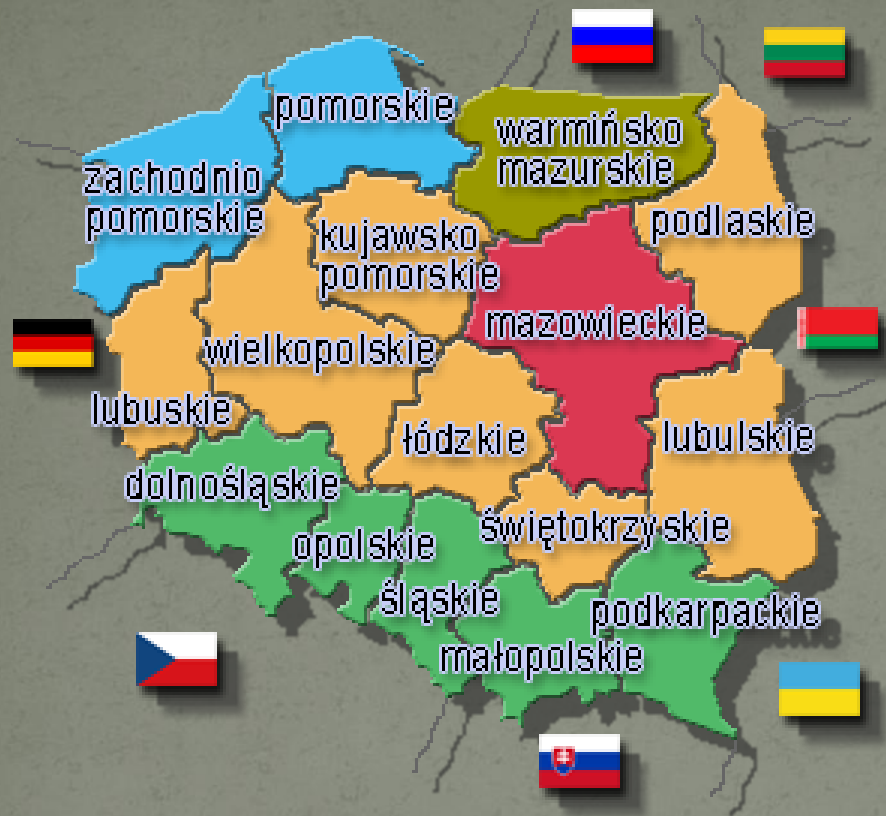 pomorskie
warmińsko
mazurskie
zachodnio
pomorskie
podlaskie
kujawsko
pomorskie
mazowieckie
wielkopolskie
lubuskie
łódzkie
lubulskie
dolnośląskie
świętokrzyskie
opolskie
śląskie
podkarpackie
małopolskie